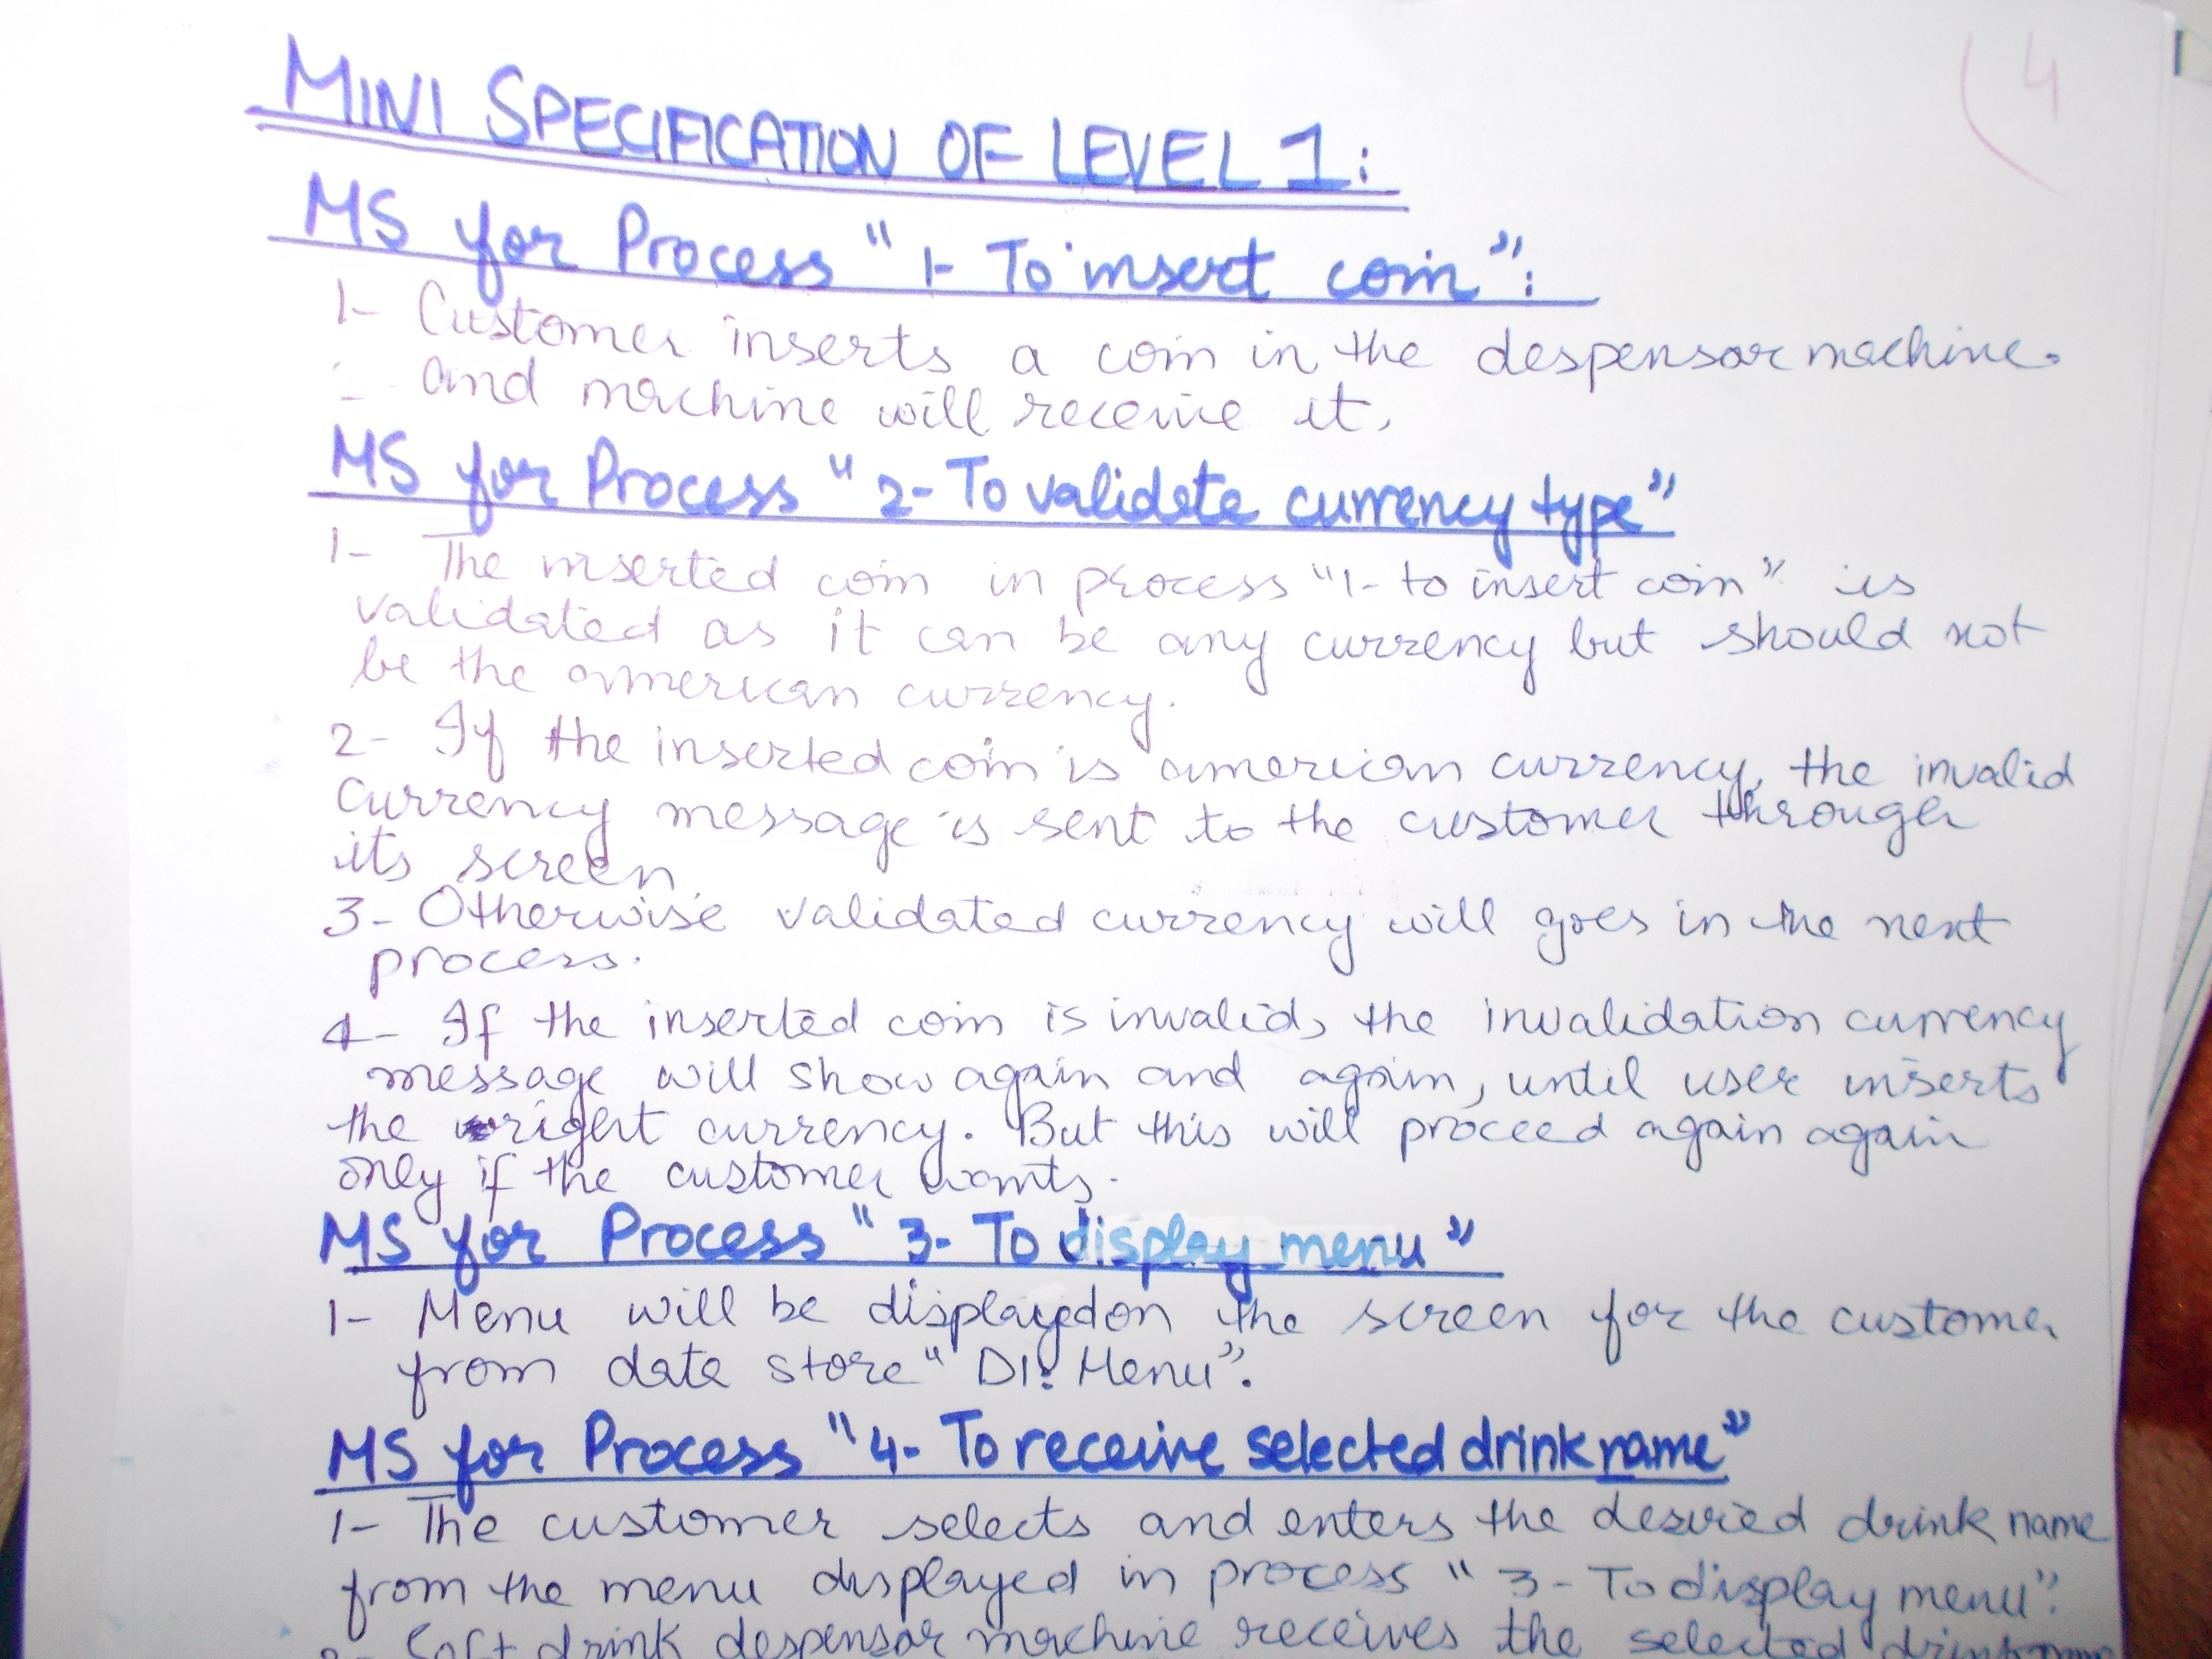 4
MINI SPECIFICATION OF LEVEL 1:
MS for Process "1- To insert coin":
1- Customer inserts a coin in the despensar machine.
and machine will receive it.
MS for Process "2- To validate currency type"
1- The inserted coin in process "1- to insert coin" is
validated as it can be any currency but should not
be the american currency.
2- If the inserted coin is american currency, the invalid
currency message is sent to the customer through
its screen.
3- Otherwise validated currency will goes in the next
process.
4- If the inserted coin is invalid, the invalidation currency
message will show again and again, until user inserts
the right currency. But this will proceed again again
only if the customer wants.
MS for Process "3- To display menu"
1- Menu will be displayed on the screen for the customer
from date store "D1: Menu".
MS for Process "4- To receive selected drink name"
1- The customer selects and enters the desired drink name
from the menu displayed in process "3- To display menu".
2- Soft drink despensar machine receives the selected drink name